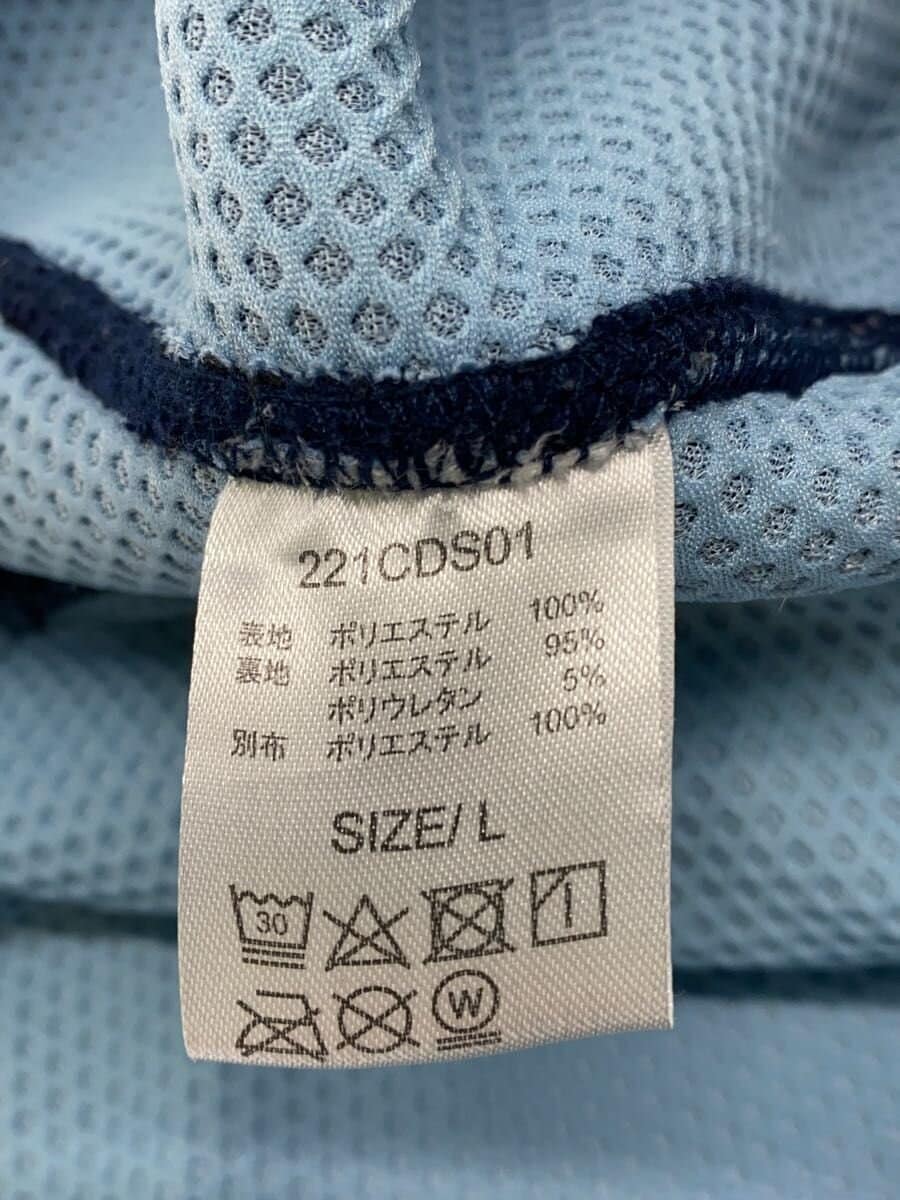 221CDS01
表地 ポリエステル 100%
裏地 ポリエステル 95%
ポリウレタン 5%
別布 ポリエステル 100%
SIZE/ L
30
W